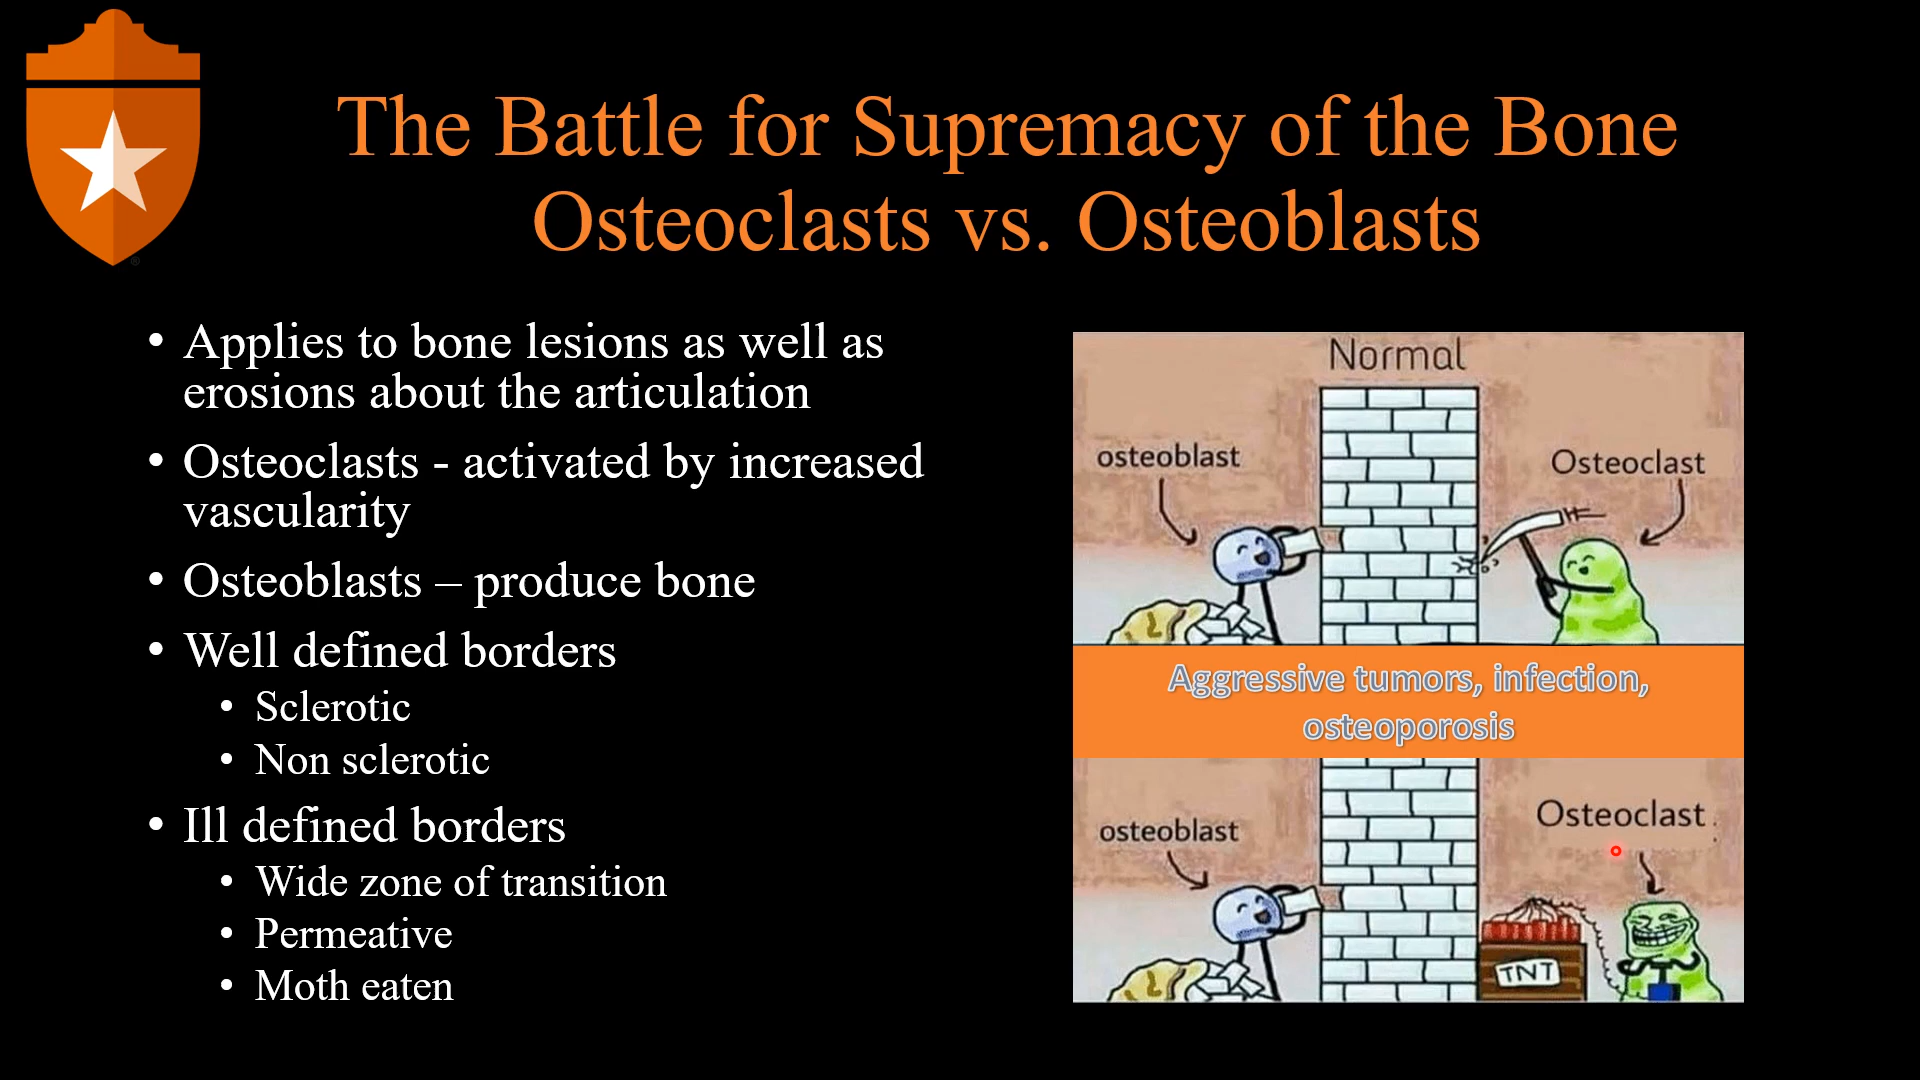 The Battle for Supremacy of the Bone
Osteoclasts vs. Osteoblasts
• Applies to bone lesions as well as
erosions about the articulation
• Osteoclasts - activated by increased
vascularity
• Osteoblasts – produce bone
• Well defined borders
• Sclerotic
• Non sclerotic
• Ill defined borders
• Wide zone of transition
• Permeative
• Moth eaten
Normal
osteoblast
Osteoclast
Aggressive tumors, infection,
osteoporosis
osteoblast
Osteoclast
TNT
®